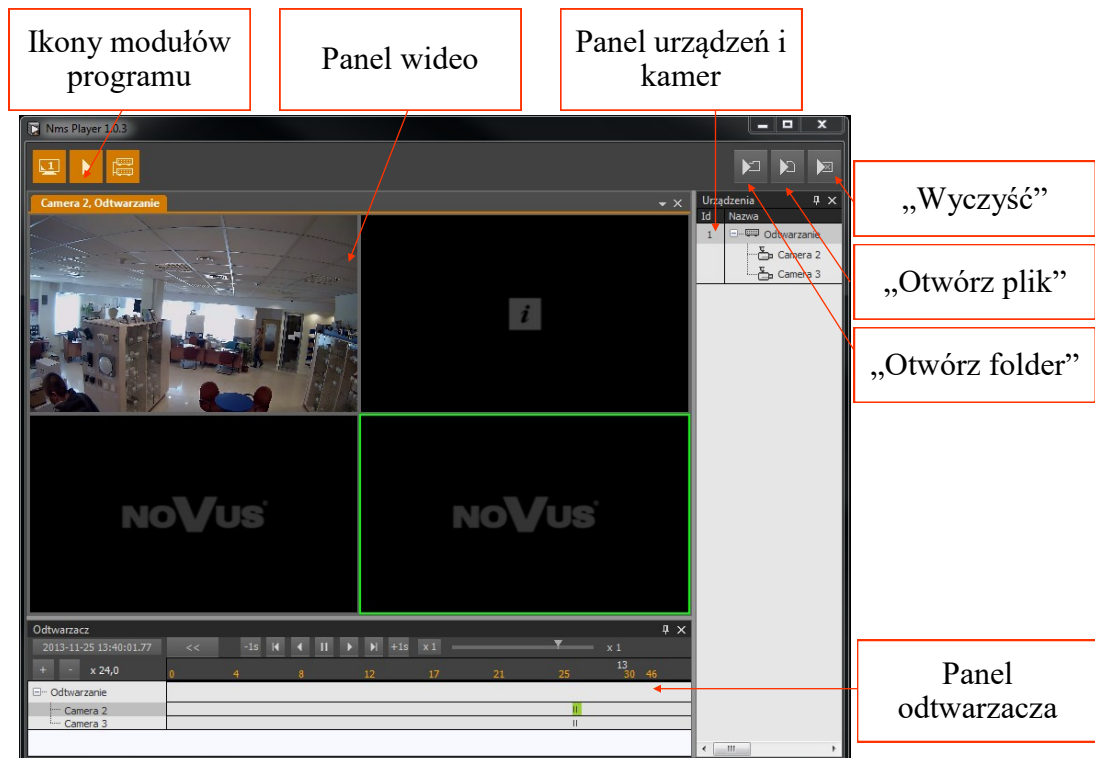 Ikony modułów
programu
Panel wideo
Panel urządzeń i
kamer
Nms Player 1.0.3
1
Camera 2, Odtwarzanie
Urządzenia
Id Nazwa
1 Odtwarzanie
Camera 2
Camera 3
„Wyczyść”
„Otwórz plik”
„Otwórz folder”
i
NOVUS®
NOVUS®
Odtwarzacz
2013-11-25 13:40:01.77 << -1s +1s x 1 x 1
+ - x 24,0
13
0 4 8 12 17 21 25 30 46
Odtwarzanie
Camera 2
Camera 3
Panel
odtwarzacza